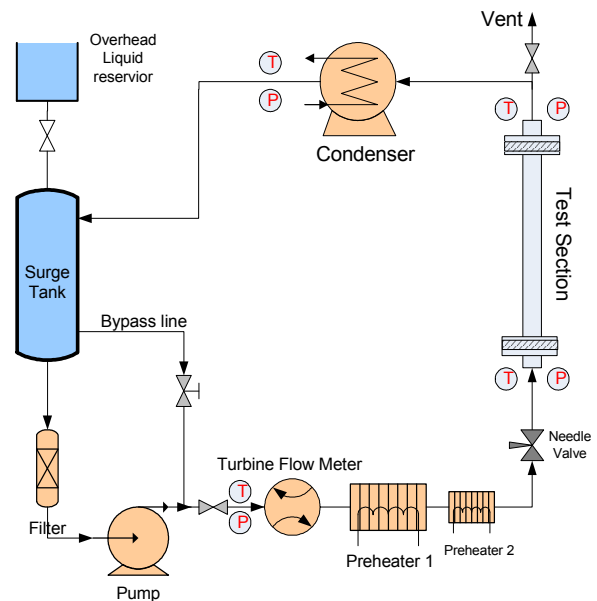 Vent
Overhead
Liquid
reservior
T
P
Condenser
T
P
Test Section
Surge
Tank
Bypass line
T
P
Needle
Valve
Turbine Flow Meter
T
P
Filter
Pump
Preheater 1
Preheater 2